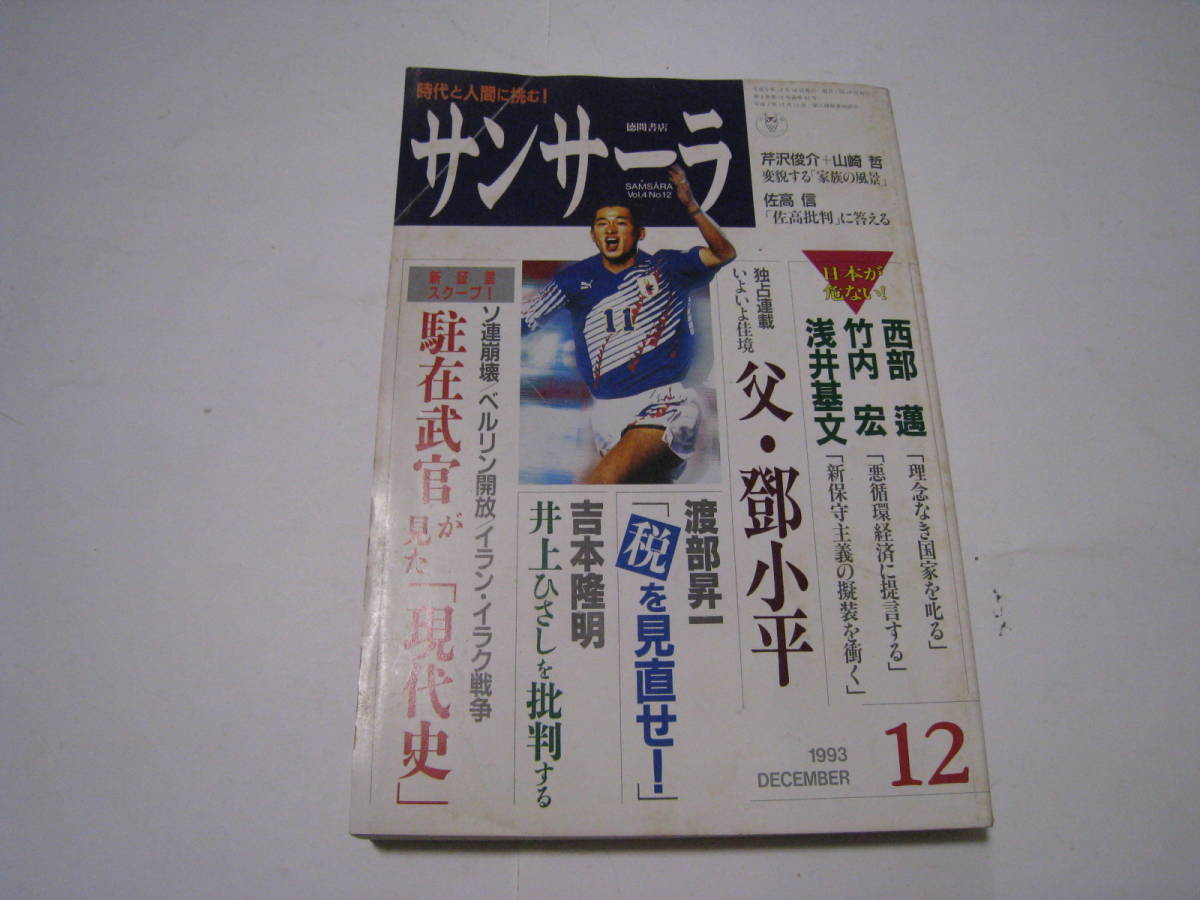 時代と人間に挑む!
サンサーラ
徳間書店
SAMSĀRA
Vol.4 No.12
芹沢俊介+山崎 哲
変貌する「家族の風景」
佐高 信
「佐高批判」に答える
日本が
危ない!
西部 邁
「理念なき国家を叱る」
竹内 宏
「悪循環経済に提言する」
浅井基文
「新保守主義の擬装を衝く」
独占連載
いよいよ佳境
父・鄧小平
11
渡部昇一
「税を見直せ!」
吉本隆明
井上ひさしを批判する
新証言
スクープ!
ソ連崩壊/ベルリン開放/イラン・イラク戦争
駐在武官が
見た「現代史」
1993
DECEMBER
12